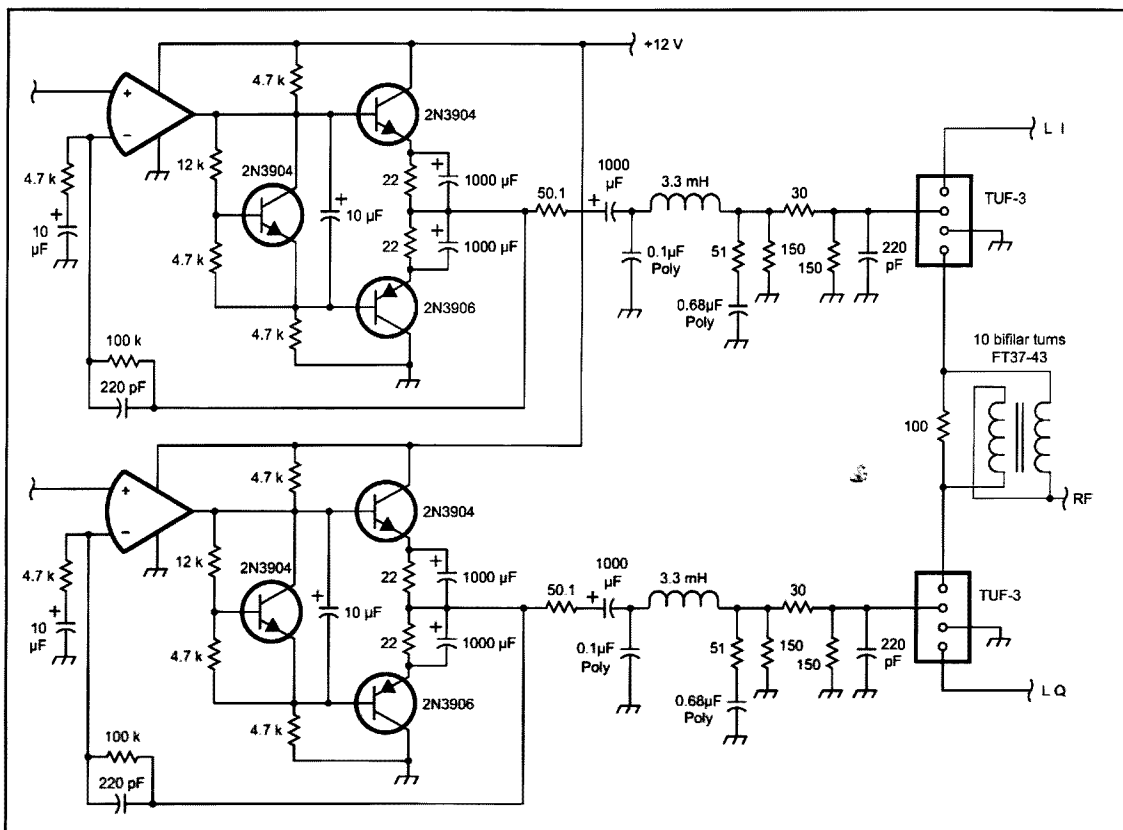 +12 V
4.7 k
2N3904
+
−
12 k
2N3904
4.7 k
+
10
µF
4.7 k
+
10 µF
22
22
+
1000 µF
+
1000 µF
2N3906
4.7 k
100 k
220 pF
50.1
1000
µF
+
3.3 mH
0.1µF
Poly
51
0.68µF
Poly
150
30
150
220
pF
L I
TUF-3
10 bifilar turns
FT37-43
100
RF
4.7 k
2N3904
+
−
12 k
2N3904
4.7 k
+
10
µF
4.7 k
+
10 µF
22
22
+
1000 µF
+
1000 µF
2N3906
4.7 k
100 k
220 pF
50.1
1000
µF
+
3.3 mH
0.1µF
Poly
51
0.68µF
Poly
150
30
150
220
pF
TUF-3
L Q